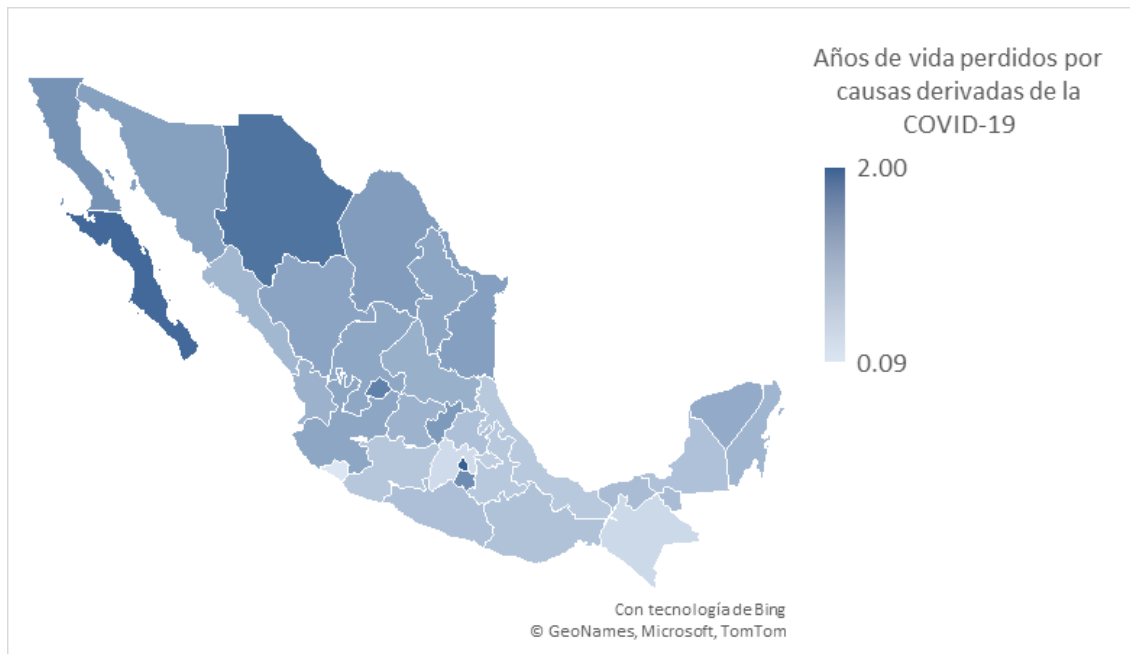 Años de vida perdidos por
causas derivadas de la
COVID-19
2.00
0.09
Con tecnología de Bing
© GeoNames, Microsoft, TomTom